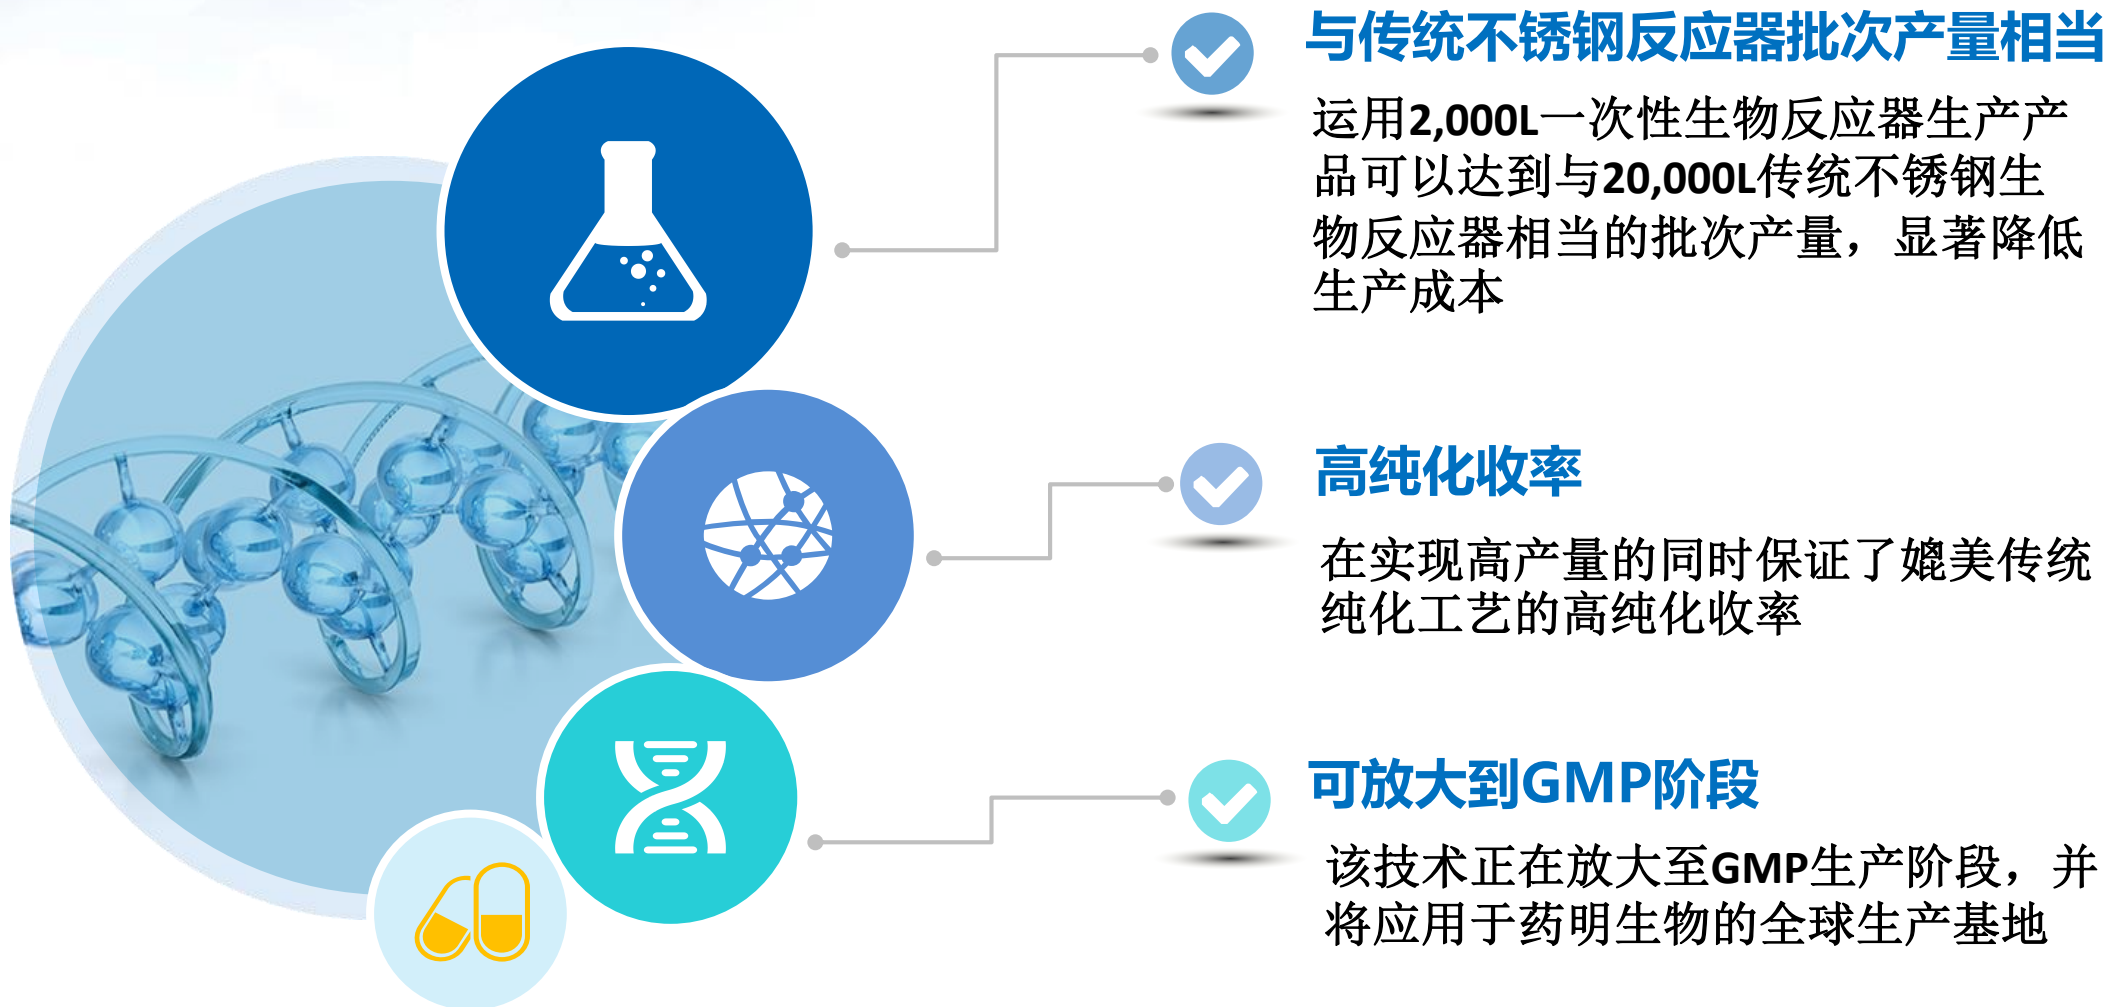 与传统不锈钢反应器批次产量相当
运用2,000L一次性生物反应器生产产
品可以达到与20,000L传统不锈钢生
物反应器相当的批次产量，显著降低
生产成本
高纯化收率
在实现高产量的同时保证了媲美传统
纯化工艺的高纯化收率
可放大到GMP阶段
该技术正在放大至GMP生产阶段，并
将应用于药明生物的全球生产基地